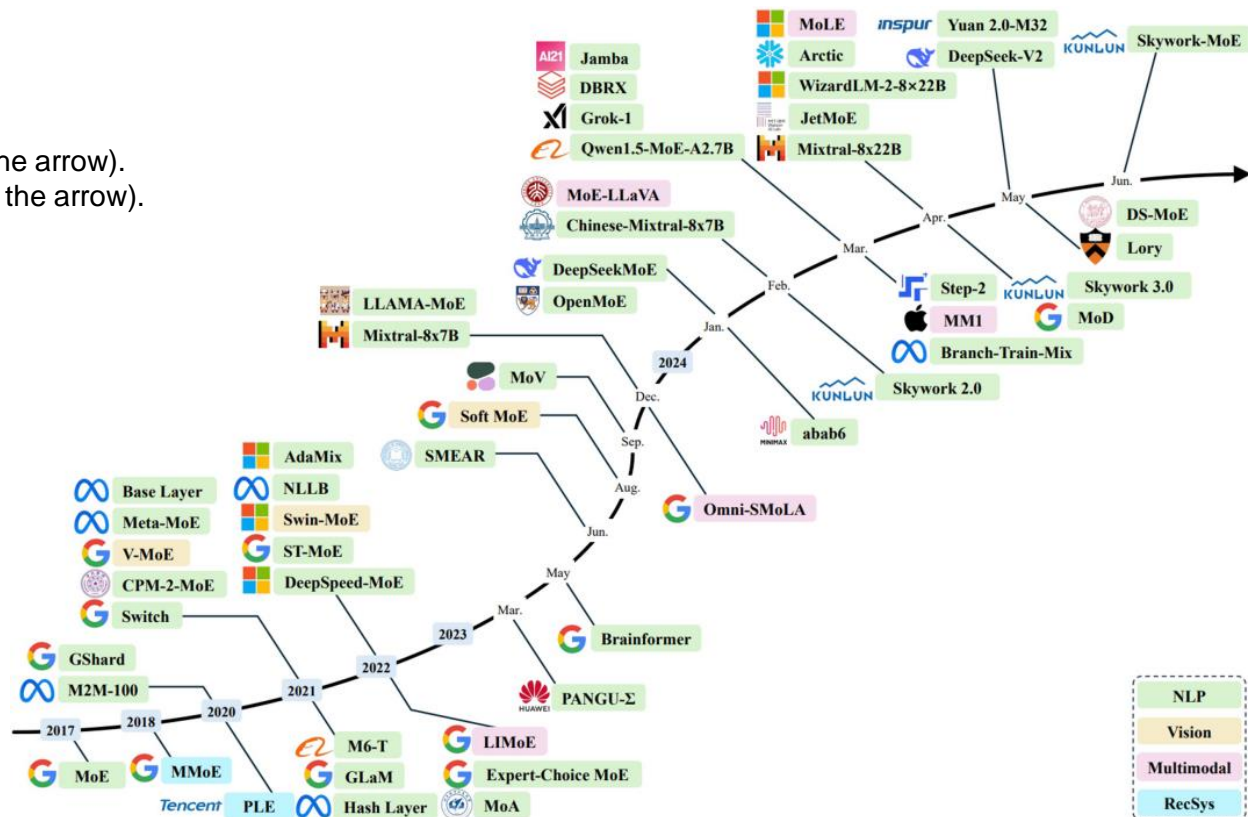 he arrow).
the arrow).
MoLE
Arctic
WizardLM-2-8×22B
JetMoE
Mixtral-8x22B
inspur Yuan 2.0-M32
DeepSeek-V2
KUNLUN Skywork-MoE
AI21 Jamba
DBRX
Grok-1
Qwen1.5-MoE-A2.7B
MoE-LLaVA
Chinese-Mixtral-8x7B
DeepSeekMoE
OpenMoE
LLAMA-MoE
Mixtral-8x7B
MoV
Soft MoE
SMEAR
AdaMix
NLLB
Swin-MoE
ST-MoE
DeepSpeed-MoE
Base Layer
Meta-MoE
V-MoE
CPM-2-MoE
Switch
GShard
M2M-100
2017
2018
2020
2021
2022
2023
Mar.
May
Jun.
Aug.
Sep.
Dec.
2024
Jan.
Feb.
Mar.
Apr.
May
Jun.
DS-MoE
Lory
KUNLUN Skywork 3.0
MoD
Step-2
MM1
Branch-Train-Mix
KUNLUN Skywork 2.0
MINIMAX abab6
Omni-SMoLA
Brainformer
HUAWEI PANGU-Σ
LIMoE
Expert-Choice MoE
MoA
M6-T
GLaM
Hash Layer
MoE
MMoE
Tencent PLE
NLP
Vision
Multimodal
RecSys